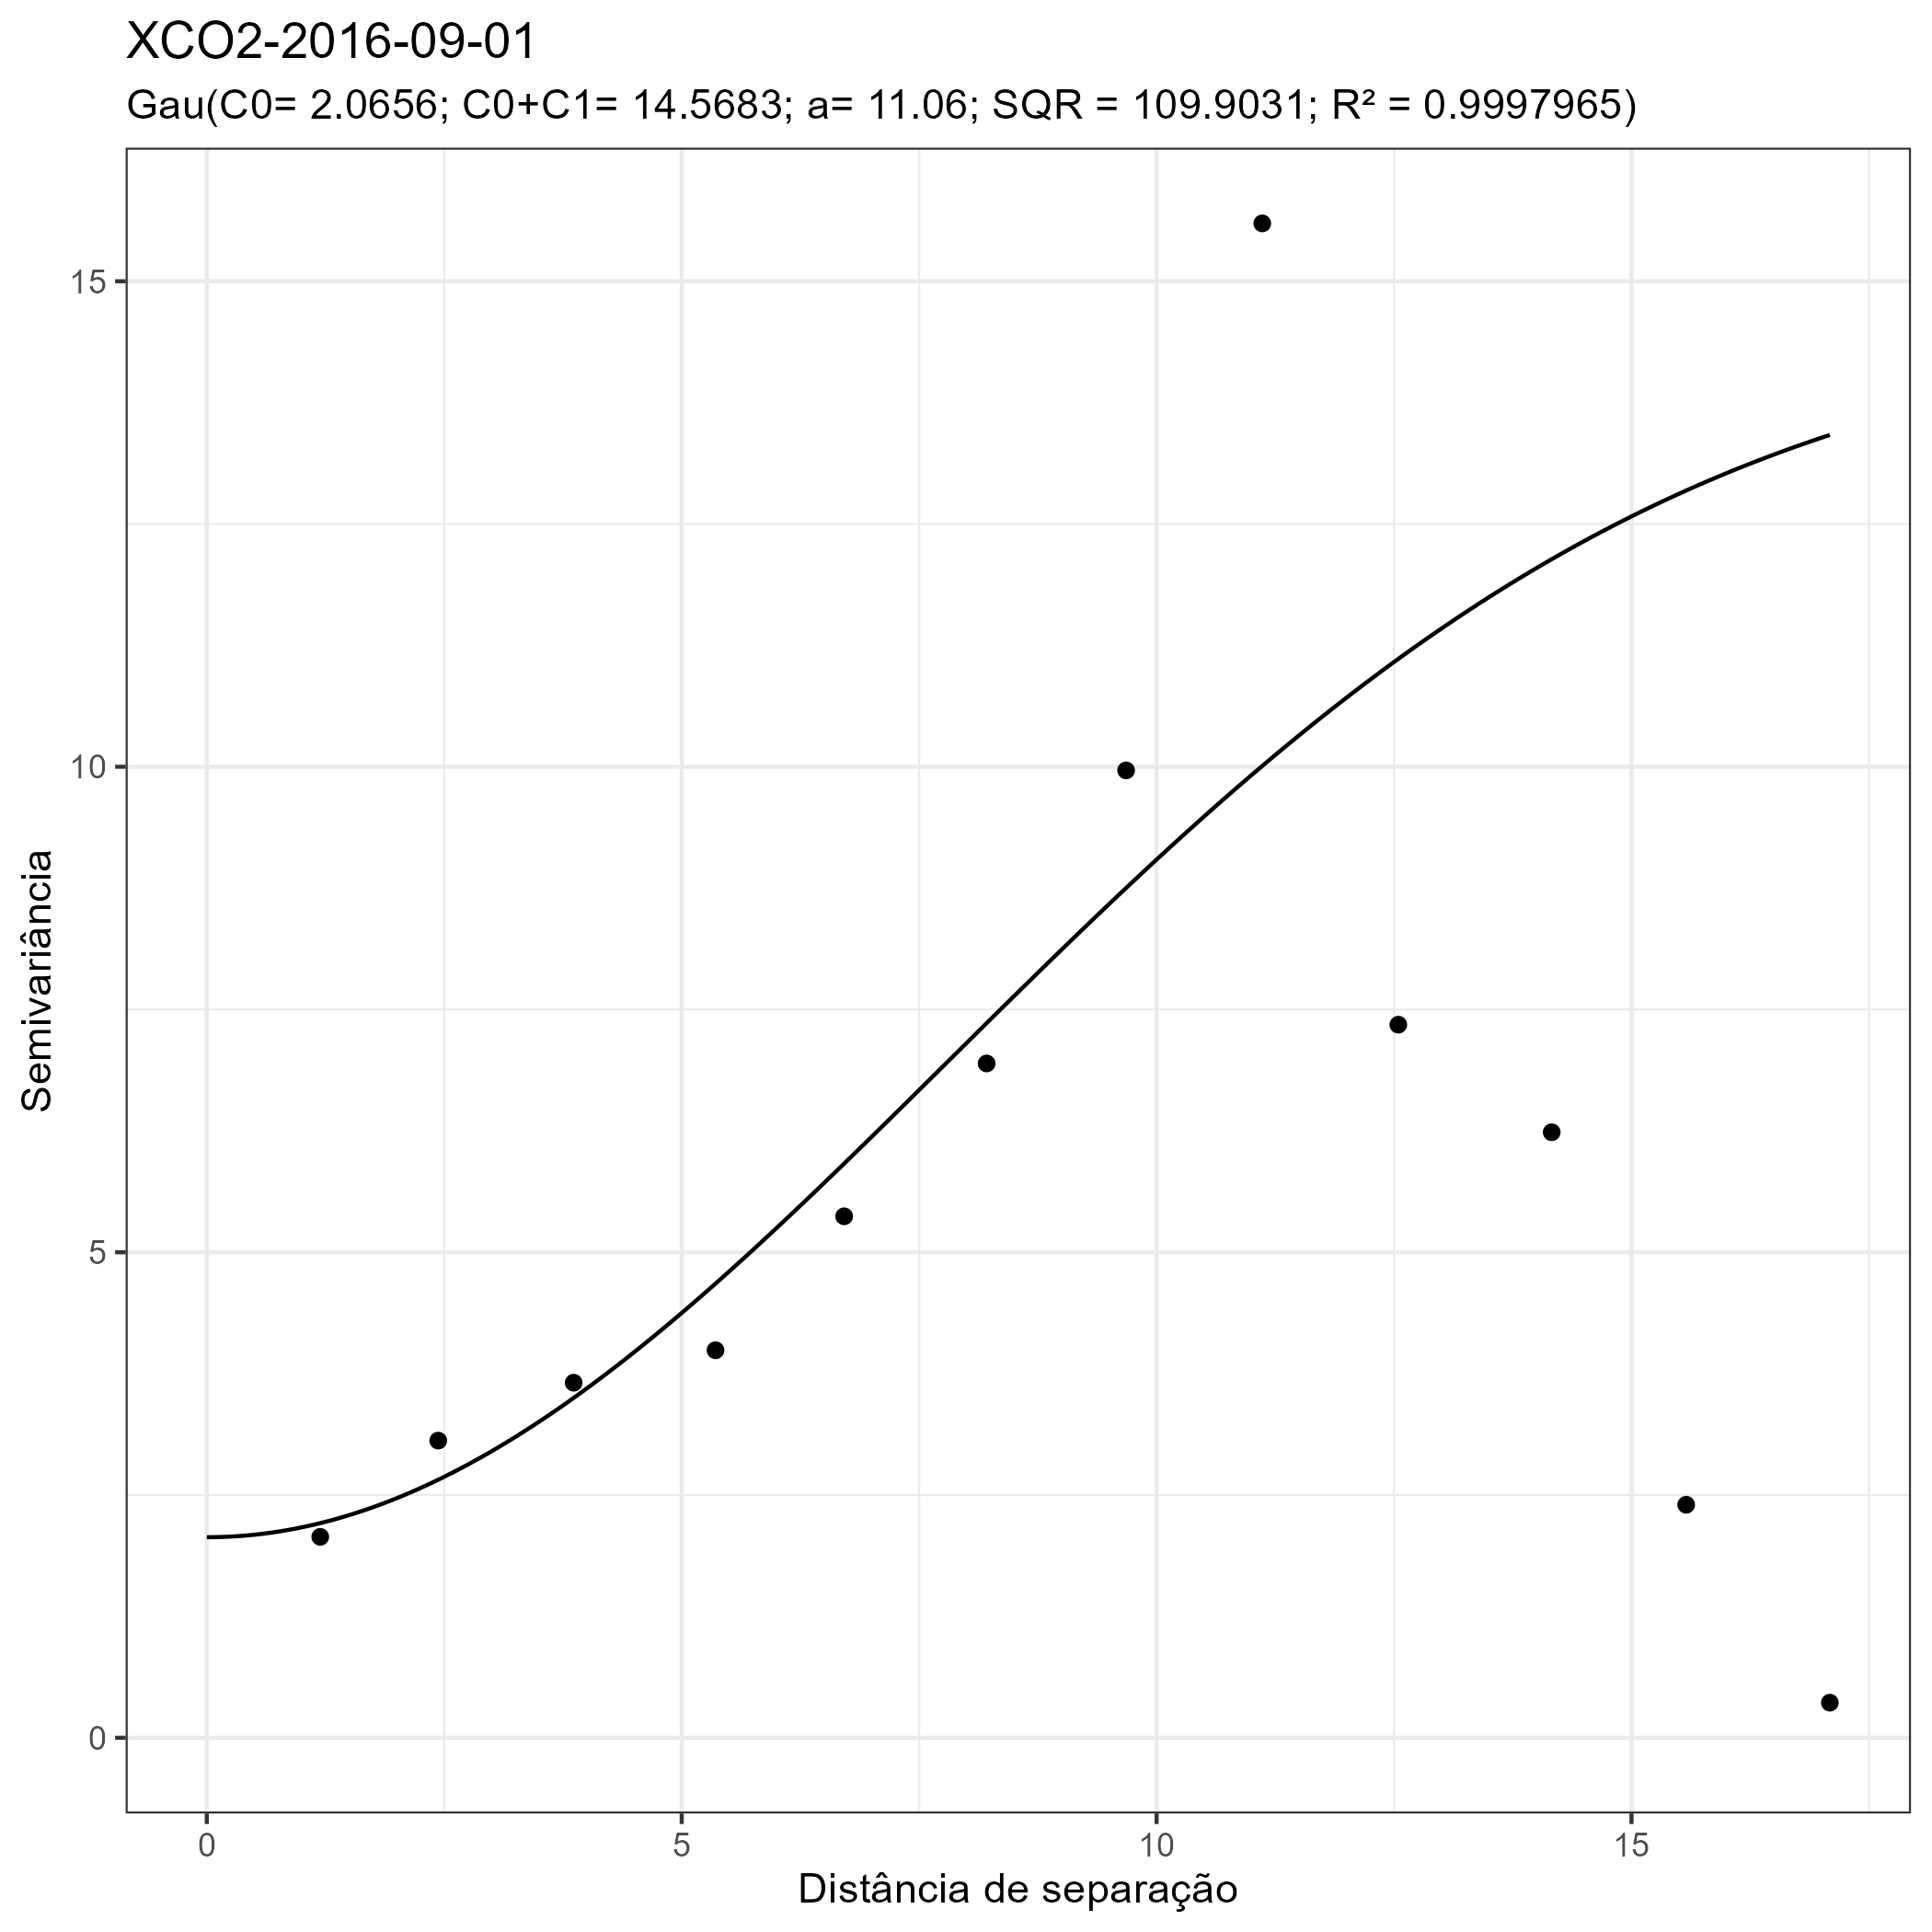 XCO2-2016-09-01
Gau(C0= 2.0656; C0+C1= 14.5683; a= 11.06; SQR = 109.9031; R² = 0.9997965)
15
10
5
0
Semivariância
0 5 10 15
Distância de separação